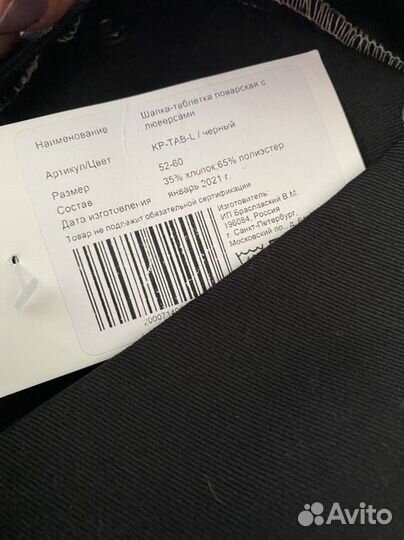 Наименование Шапка-таблетка поварская с
люверсами
Артикул/Цвет KP-TAB-L / черный
Размер 52-60
Состав 35% хлопок;65% полиэстер
Дата изготовления январь 2021 г.
Товар не подлежит обязательной сертификации
Изготовитель:
ИП Браславский В.М.
196084, Россия
г. Санкт-Петербург,
Московский пр., д.
Avito